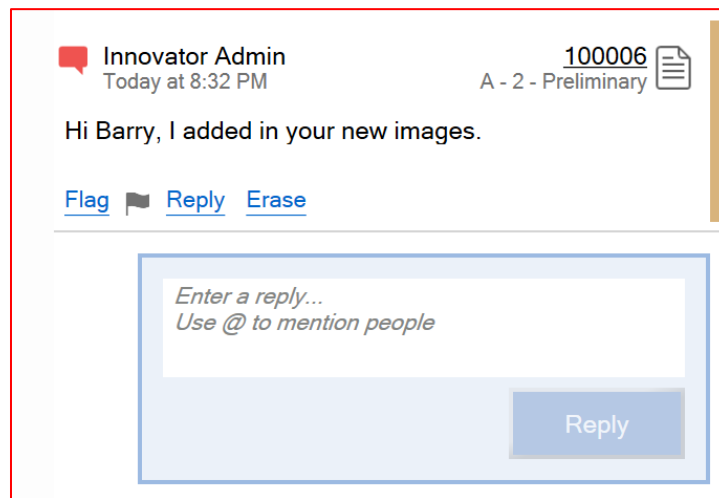 Innovator Admin 100006
Today at 8:32 PM A - 2 - Preliminary
Hi Barry, I added in your new images.
Flag Reply Erase
Enter a reply...
Use @ to mention people
Reply